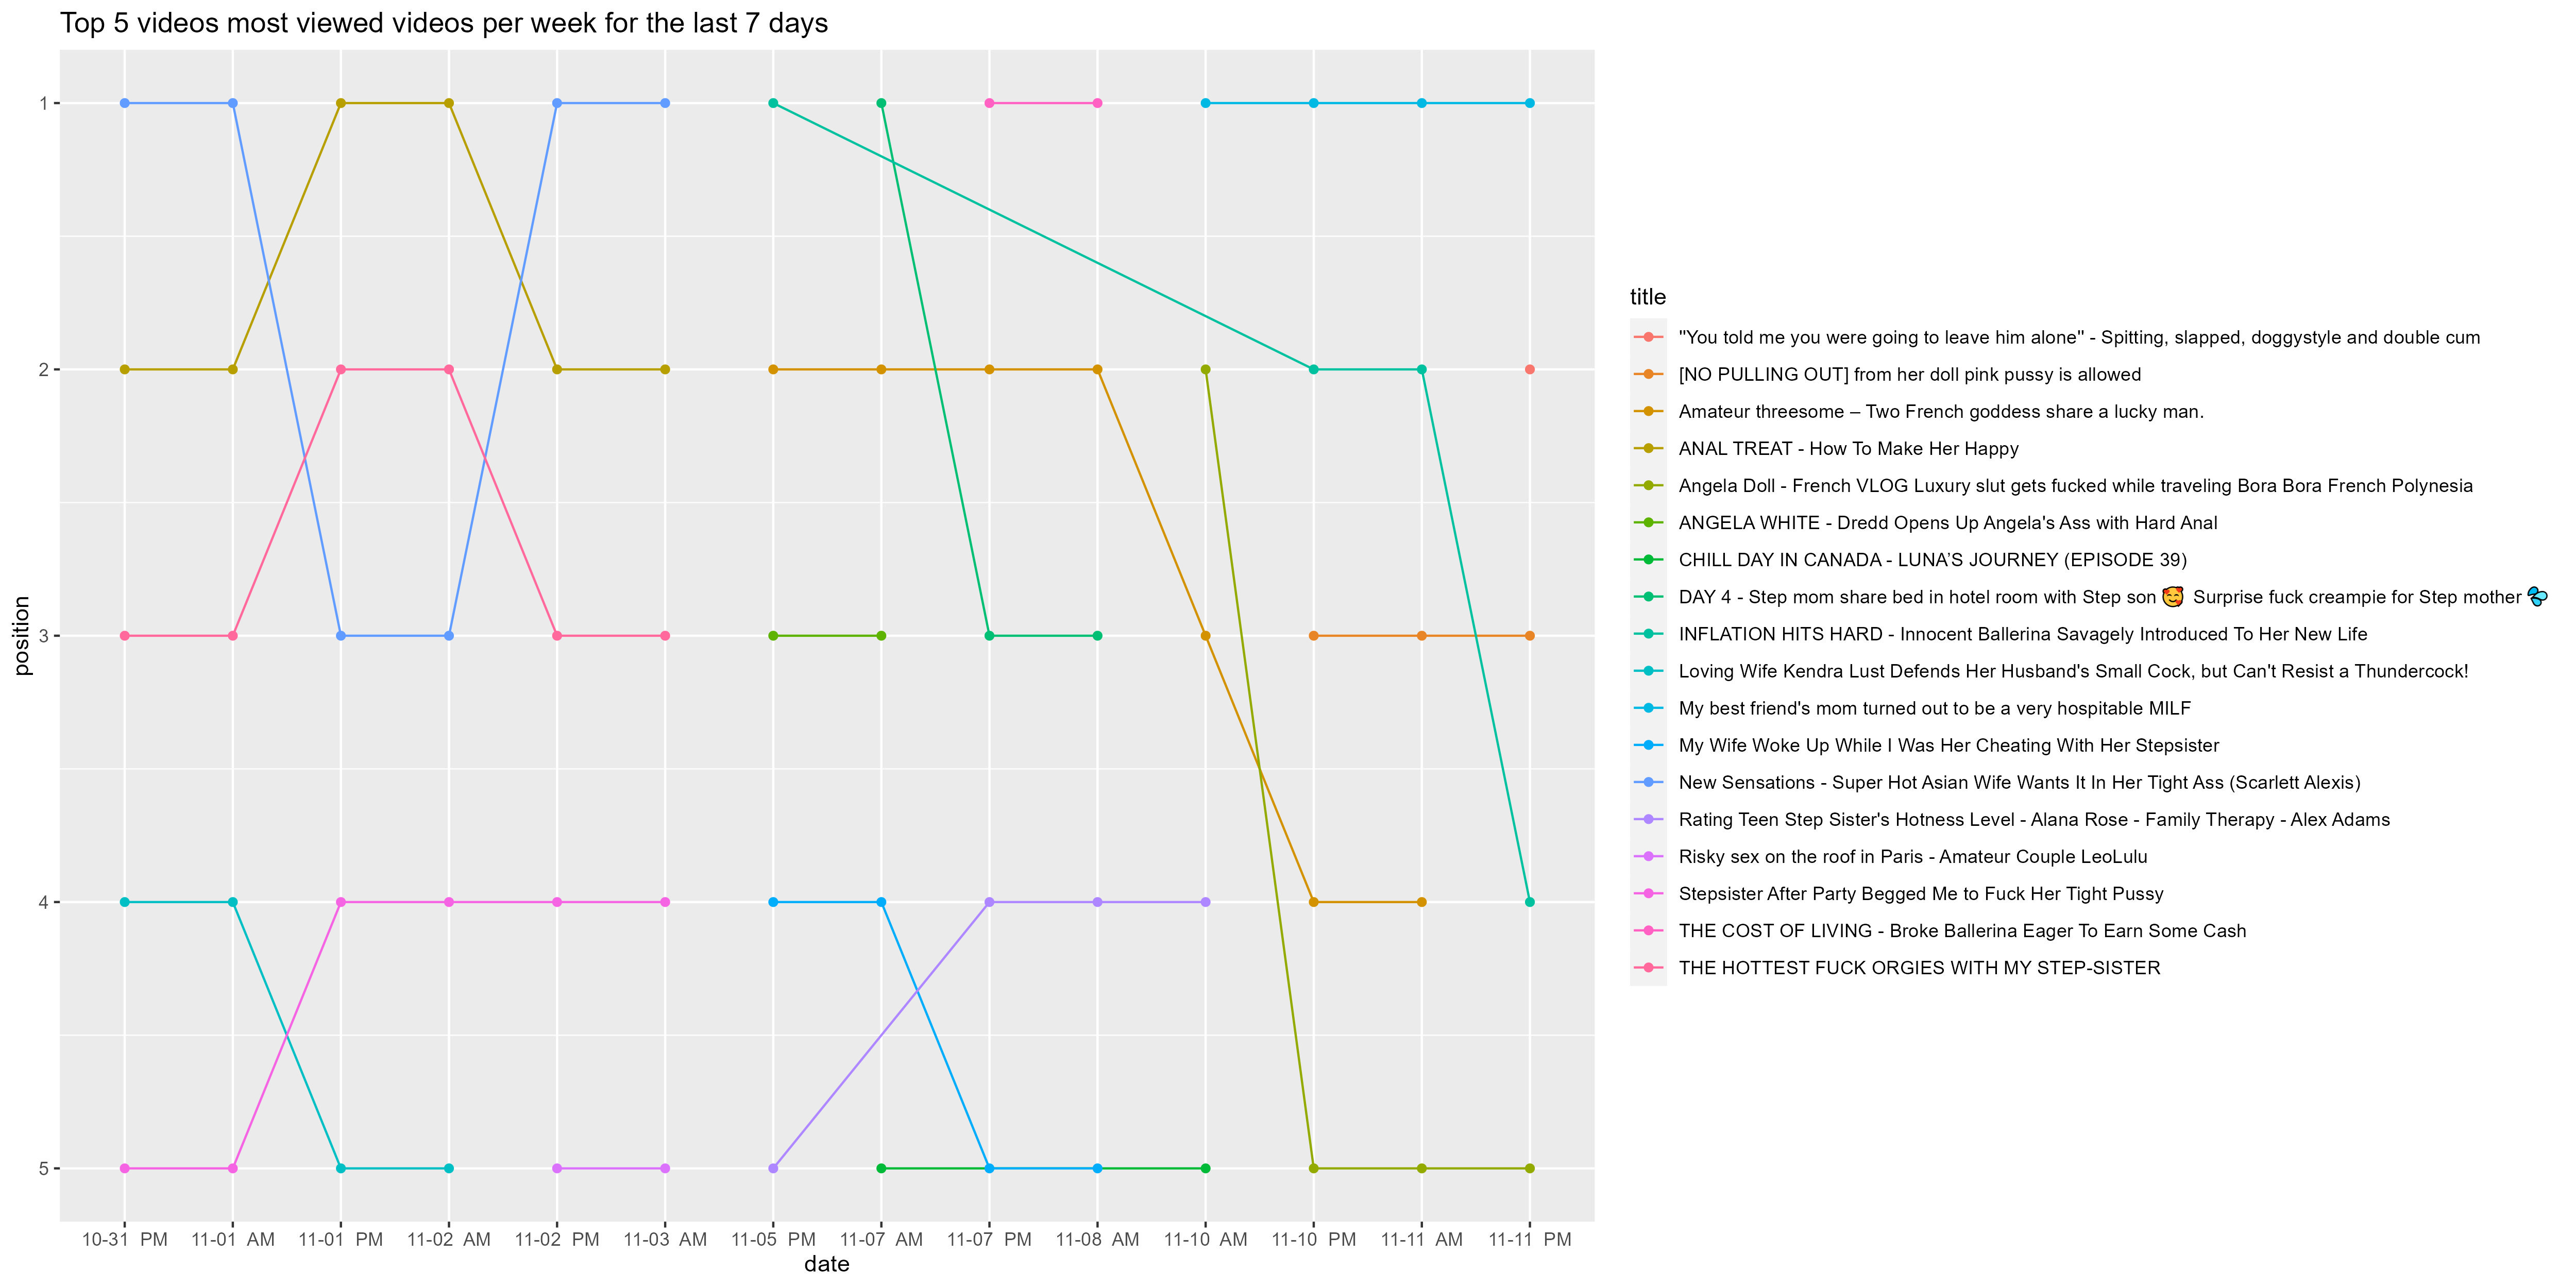 Top 5 videos most viewed videos per week for the last 7 days
position
1
2
3
4
5
10-31 PM
11-01 AM
11-01 PM
11-02 AM
11-02 PM
11-03 AM
11-05 PM
11-07 AM
11-07 PM
11-08 AM
11-10 AM
11-10 PM
11-11 AM
11-11 PM
date
title
"You told me you were going to leave him alone" - Spitting, slapped, doggystyle and double cum
[NO PULLING OUT] from her doll pink pussy is allowed
Amateur threesome – Two French goddess share a lucky man.
ANAL TREAT - How To Make Her Happy
Angela Doll - French VLOG Luxury slut gets fucked while traveling Bora Bora French Polynesia
ANGELA WHITE - Dredd Opens Up Angela's Ass with Hard Anal
CHILL DAY IN CANADA - LUNA’S JOURNEY (EPISODE 39)
DAY 4 - Step mom share bed in hotel room with Step son 🥰 Surprise fuck creampie for Step mother 💦
INFLATION HITS HARD - Innocent Ballerina Savagely Introduced To Her New Life
Loving Wife Kendra Lust Defends Her Husband's Small Cock, but Can't Resist a Thundercock!
My best friend's mom turned out to be a very hospitable MILF
My Wife Woke Up While I Was Her Cheating With Her Stepsister
New Sensations - Super Hot Asian Wife Wants It In Her Tight Ass (Scarlett Alexis)
Rating Teen Step Sister's Hotness Level - Alana Rose - Family Therapy - Alex Adams
Risky sex on the roof in Paris - Amateur Couple LeoLulu
Stepsister After Party Begged Me to Fuck Her Tight Pussy
THE COST OF LIVING - Broke Ballerina Eager To Earn Some Cash
THE HOTTEST FUCK ORGIES WITH MY STEP-SISTER